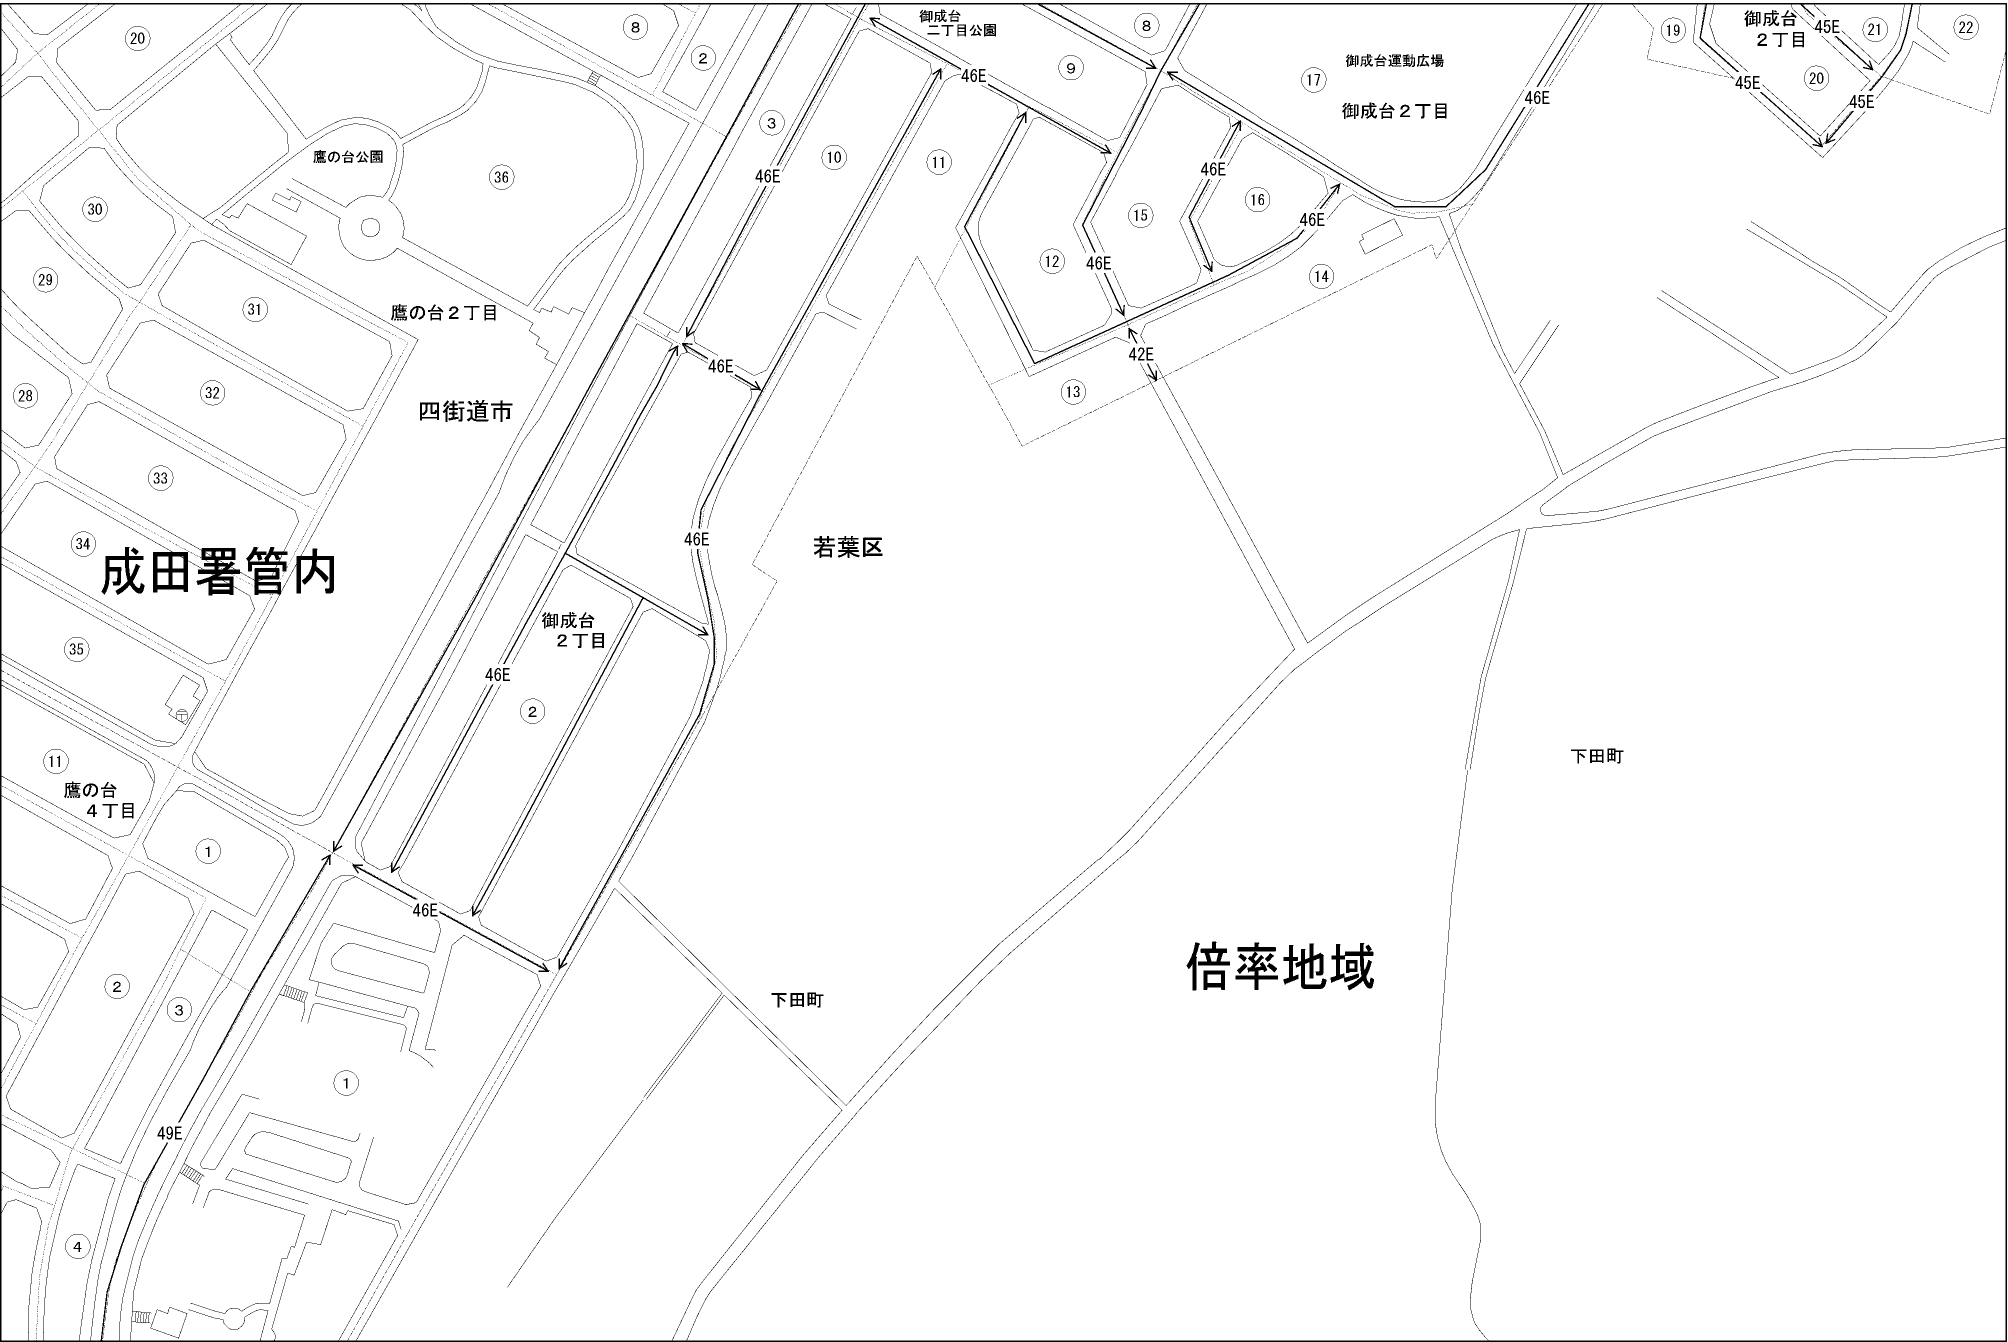 20
8
2
御成台
二丁目公園
9
8
御成台運動広場
17
御成台２丁目
19
御成台
２丁目
45E
21
22
20
45E
45E
46E
46E
3
10
11
鷹の台公園
36
46E
46E
16
15
46E
30
12
46E
14
29
31
鷹の台２丁目
42E
46E
13
28
32
四街道市
33
34
成田署管内
46E
若葉区
御成台
２丁目
35
46E
2
下田町
11
鷹の台
４丁目
1
46E
倍率地域
2
3
下田町
1
49E
4